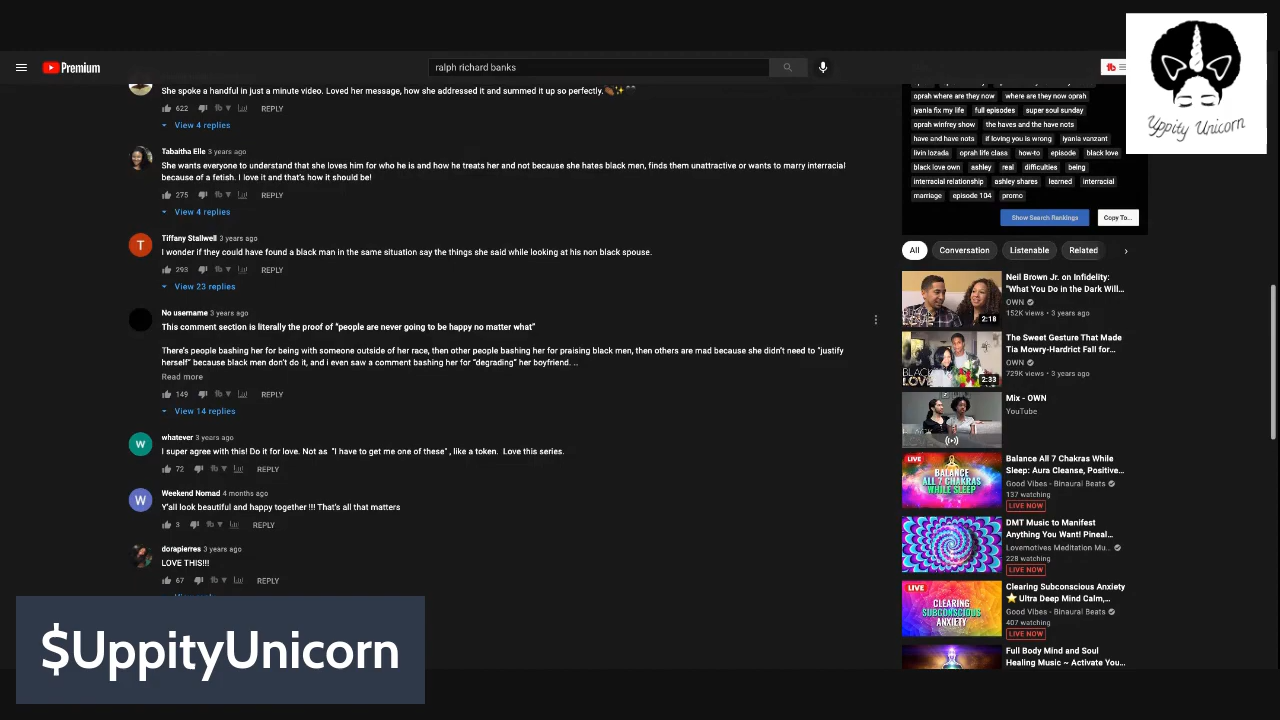 Premium
ralph richard banks
She spoke a handful in just a minute video. Loved her message, how she addressed it and summed it up so perfectly.
622 REPLY
View 4 replies
Tabaitha Elle 3 years ago
She wants everyone to understand that she loves him for who he is and how he treats her and not because she hates black men, finds them unattractive or wants to marry interracial
because of a fetish. I love it and that's how it should be!
275 REPLY
View 4 replies
T
Tiffany Stallwell 3 years ago
I wonder if they could have found a black man in the same situation say the things she said while looking at his non black spouse.
293 REPLY
View 23 replies
No username 3 years ago
This comment section is literally the proof of "people are never going to be happy no matter what"
There's people bashing her for being with someone outside of her race, then other people bashing her for praising black men, then others are mad because she didn't need to "justify
herself" because black men don't do it, and I even saw a comment bashing her for "degrading" her boyfriend. ...
Read more
149 REPLY
View 14 replies
W
whatever 3 years ago
I super agree with this! Do it for love. Not as "I have to get me one of these" , like a token. Love this series.
72 REPLY
W
Weekend Nomad 4 months ago
Y'all look beautiful and happy together !!! That's all that matters
3 REPLY
dorapierres 3 years ago
LOVE THIS!!!
67 REPLY
$UppityUnicorn
tb
Uppity Unicorn
oprah where are they now where they now oprah
iyania fix my life full episodes super soul sunday
oprah winfrey show the haves and the have nots
have and have nots if loving you is wrong iyanla vanzant
livin lozada oprah life class how-to episode black love
black love own ashley real difficulties being
interracial relationship ashley shares learned interracial
marriage episode 104 promo
Show Search Rankings Copy To...
All Conversation Listenable Related
2:18
Neil Brown Jr. on Infidelity:
"What You Do in the Dark Will...
OWN
152K views • 3 years ago
BLACK LOVE
2:33
The Sweet Gesture That Made
Tia Mowry-Hardrict Fall for...
OWN
729K views • 3 years ago
Mix - OWN
YouTube
LIVE
BALANCE
ALL 7 CHAKRAS
WHILE SLEEP
Balance All 7 Chakras While
Sleep: Aura Cleanse, Positive...
Good Vibes - Binaural Beats
137 watching
LIVE NOW
DMT Music to Manifest
Anything You Want! Pineal...
Lovemotives Meditation Mu...
228 watching
LIVE NOW
LIVE
CLEARING
SUBCONSCIOUS
ANXIETY
Clearing Subconscious Anxiety
Ultra Deep Mind Calm,...
Good Vibes - Binaural Beats
407 watching
LIVE NOW
Full Body Mind and Soul
Healing Music ~ Activate You...